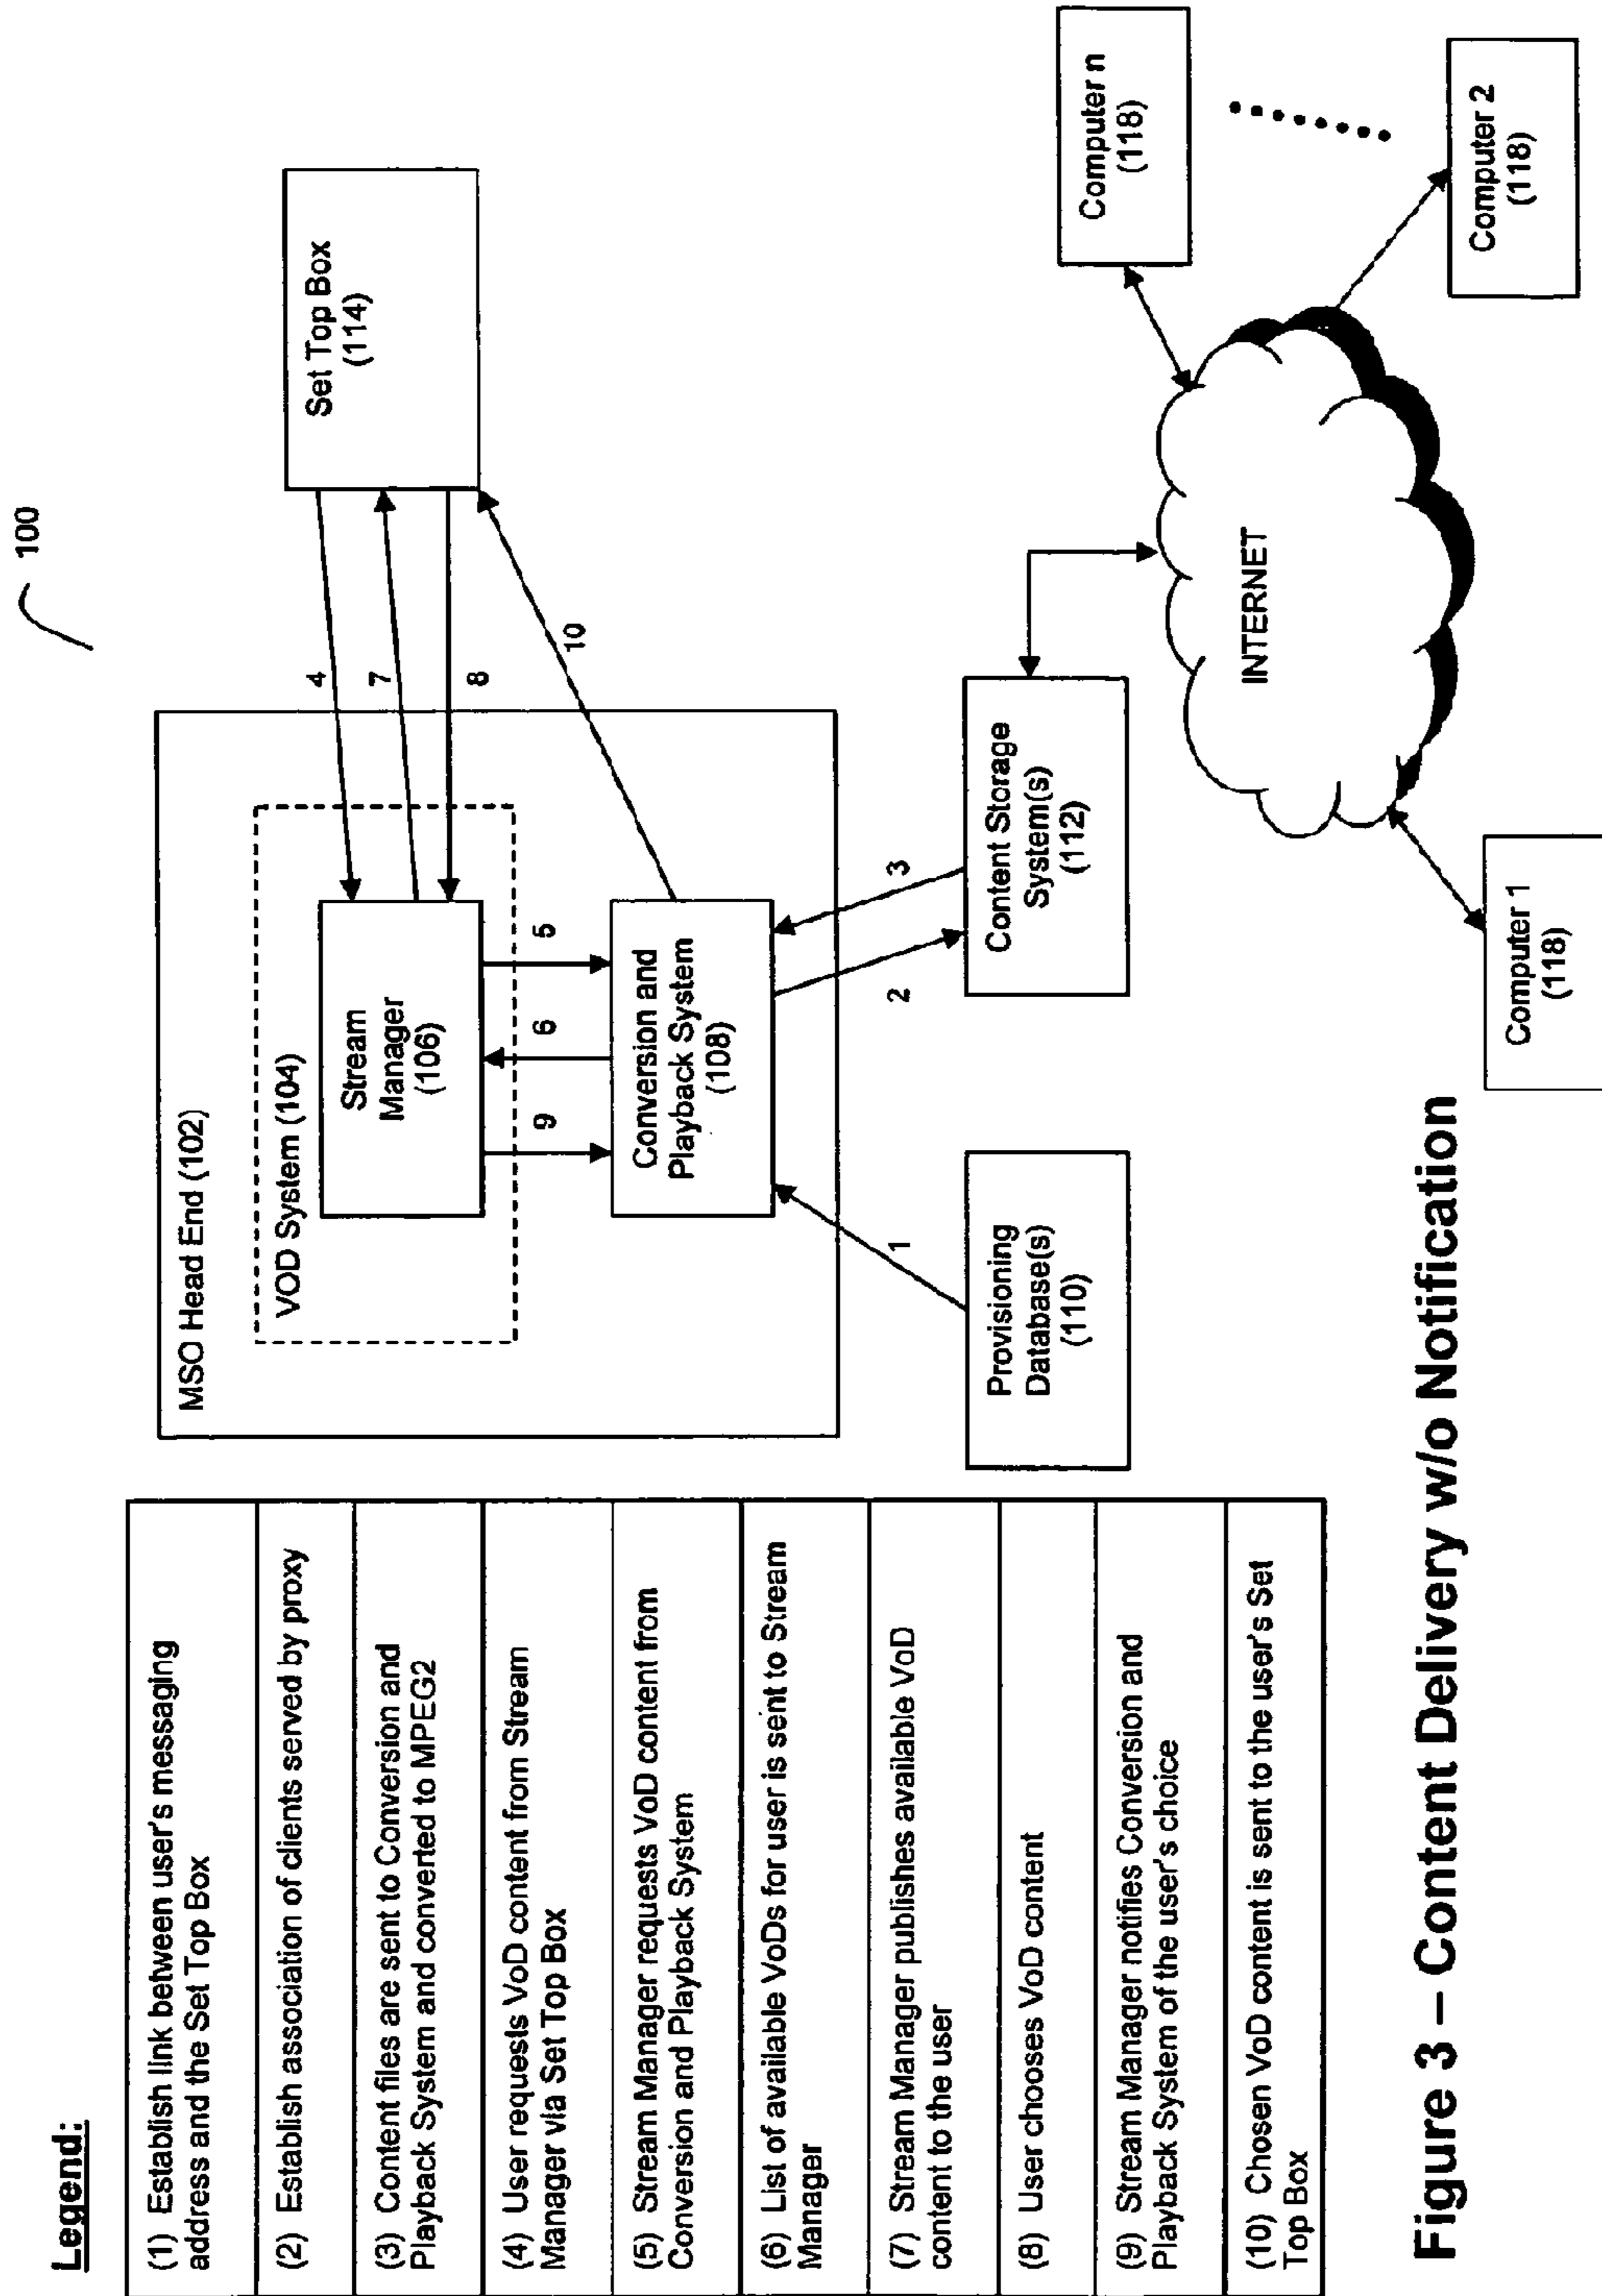 Legend:
(1) Establish link between user's messaging
address and the Set Top Box
(2) Establish association of clients served by proxy
(3) Content files are sent to Conversion and
Playback System and converted to MPEG2
(4) User requests VoD content from Stream
Manager via Set Top Box
(5) Stream Manager requests VoD content from
Conversion and Playback System
(6) List of available VoDs for user is sent to Stream
Manager
(7) Stream Manager publishes available VoD
content to the user
(8) User chooses VoD content
(9) Stream Manager notifies Conversion and
Playback System of the user's choice
(10) Chosen VoD content is sent to the user's Set
Top Box
100
MSO Head End (102)
VOD System (104)
Stream
Manager
(106)
Set Top Box
(114)
4
7
8
9
6
5
10
Conversion and
Playback System
(108)
1
2
3
Provisioning
Database(s)
(110)
Content Storage
System(s)
(112)
INTERNET
Computer n
(118)
Computer 1
(118)
Computer 2
(118)
Figure 3 – Content Delivery w/o Notification